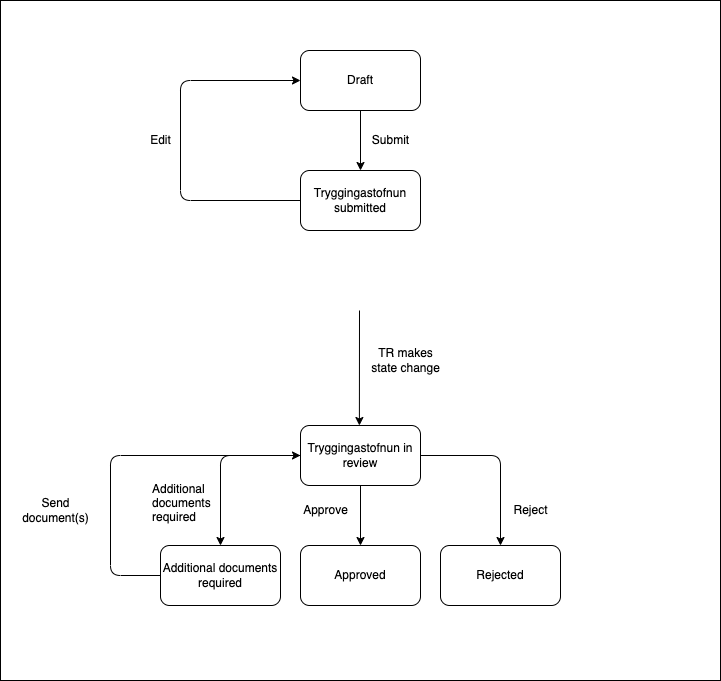 Draft
Edit
Submit
Tryggingastofnun
submitted
TR makes
state change
Tryggingastofnun in
review
Send
document(s)
Additional
documents
required
Approve
Reject
Additional documents
required
Approved
Rejected